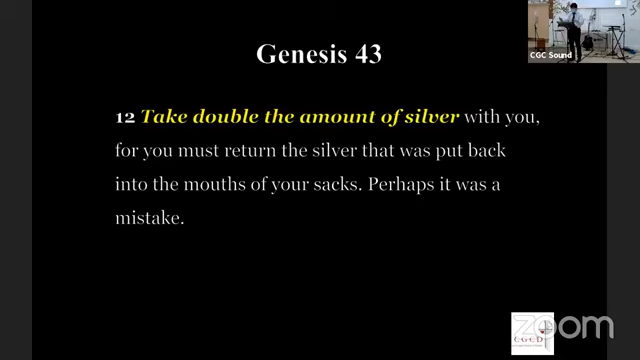 CGC Sound
Genesis 43
12 Take double the amount of silver with you,
for you must return the silver that was put back
into the mouths of your sacks. Perhaps it was a
mistake.
zoom
C.G.C.D